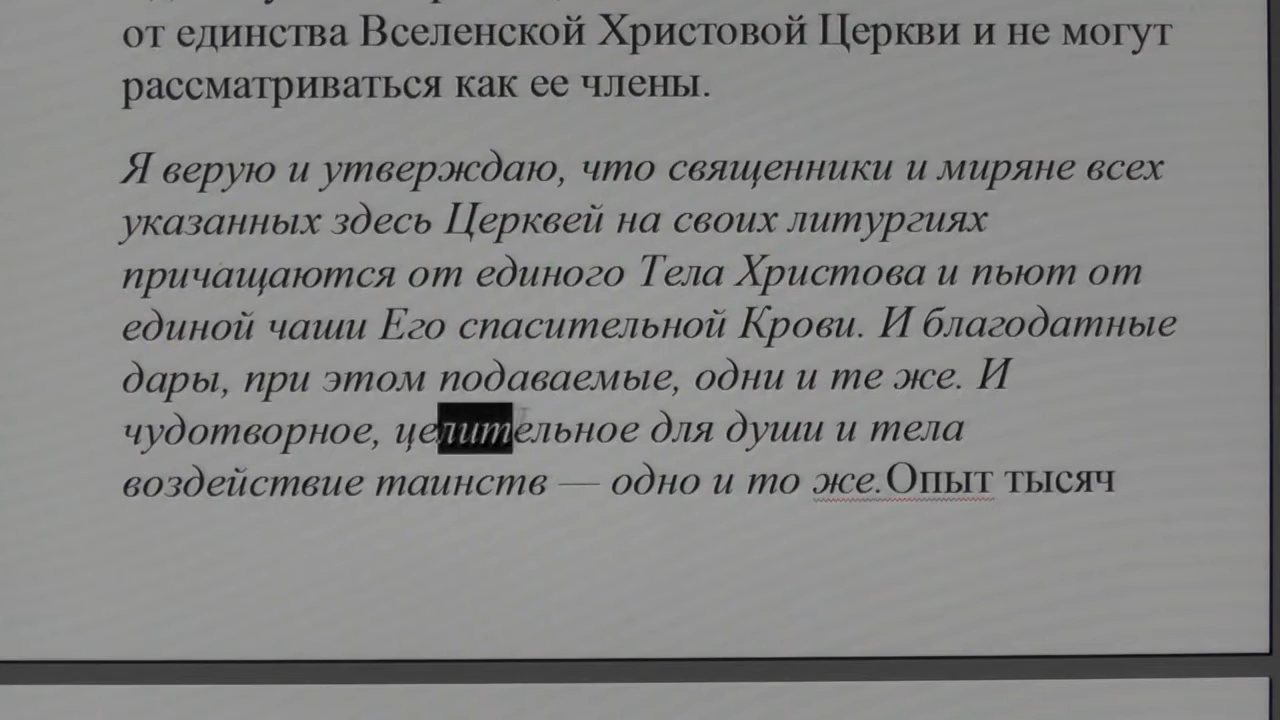 от единства Вселенской Христовой Церкви и не могут
рассматриваться как ее члены.
Я верую и утверждаю, что священники и миряне всех
указанных здесь Церквей на своих литургиях
причащаются от единого Тела Христова и пьют от
единой чаши Его спасительной Крови. И благодатные
дары, при этом подаваемые, одни и те же. И
чудотворное, целительное для души и тела
воздействие таинств — одно и то же.Опыт тысяч